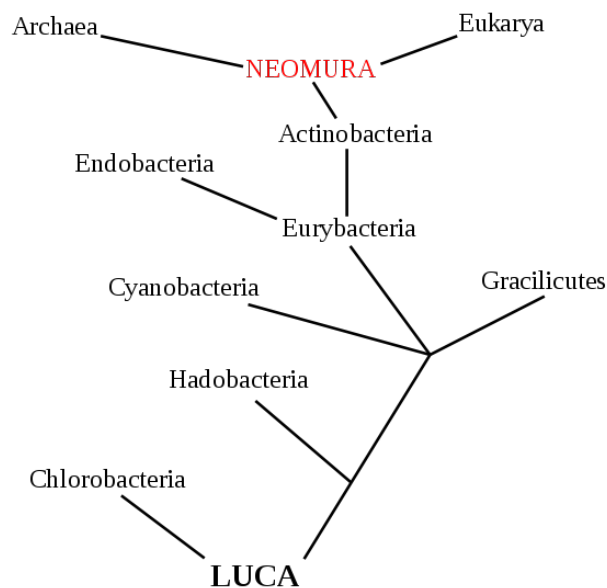 Archaea
Eukarya
NEOMURA
Actinobacteria
Endobacteria
Eurybacteria
Cyanobacteria
Gracilicutes
Hadobacteria
Chlorobacteria
LUCA